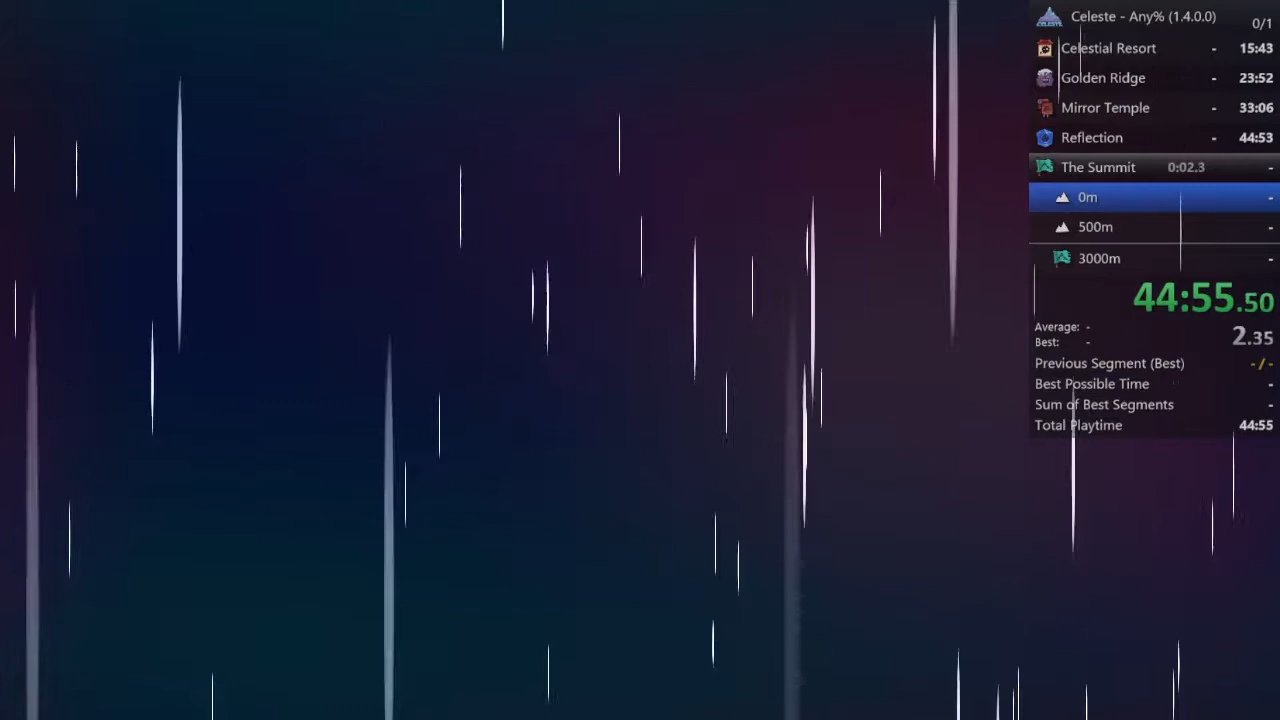 Celeste - Any% (1.4.0.0) 0/1
Celestial Resort - 15:43
Golden Ridge - 23:52
Mirror Temple - 33:06
Reflection - 44:53
The Summit 0:02.3 -
0m -
500m -
3000m -
44:55.50
Average: -
Best: - 2.35
Previous Segment (Best) - / -
Best Possible Time -
Sum of Best Segments -
Total Playtime 44:55